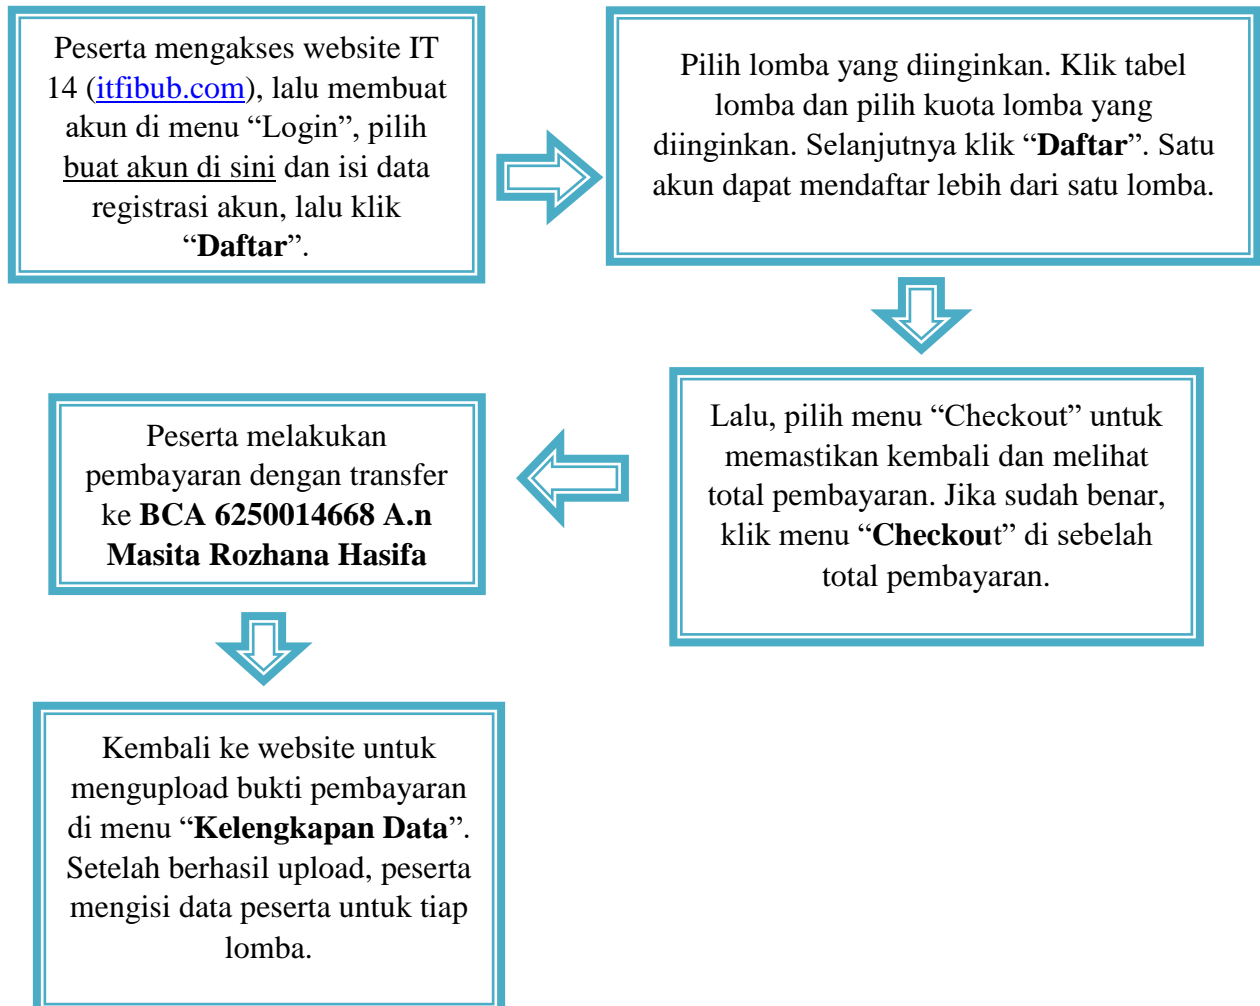 Peserta mengakses website IT
14 (itfibub.com), lalu membuat
akun di menu “Login”, pilih
buat akun di sini dan isi data
registrasi akun, lalu klik
“Daftar”.
Pilih lomba yang diinginkan. Klik tabel
lomba dan pilih kuota lomba yang
diinginkan. Selanjutnya klik “Daftar”. Satu
akun dapat mendaftar lebih dari satu lomba.
Lalu, pilih menu “Checkout” untuk
memastikan kembali dan melihat
total pembayaran. Jika sudah benar,
klik menu “Checkout” di sebelah
total pembayaran.
Peserta melakukan
pembayaran dengan transfer
ke BCA 6250014668 A.n
Masita Rozhana Hasifa
Kembali ke website untuk
mengupload bukti pembayaran
di menu “Kelengkapan Data”.
Setelah berhasil upload, peserta
mengisi data peserta untuk tiap
lomba.